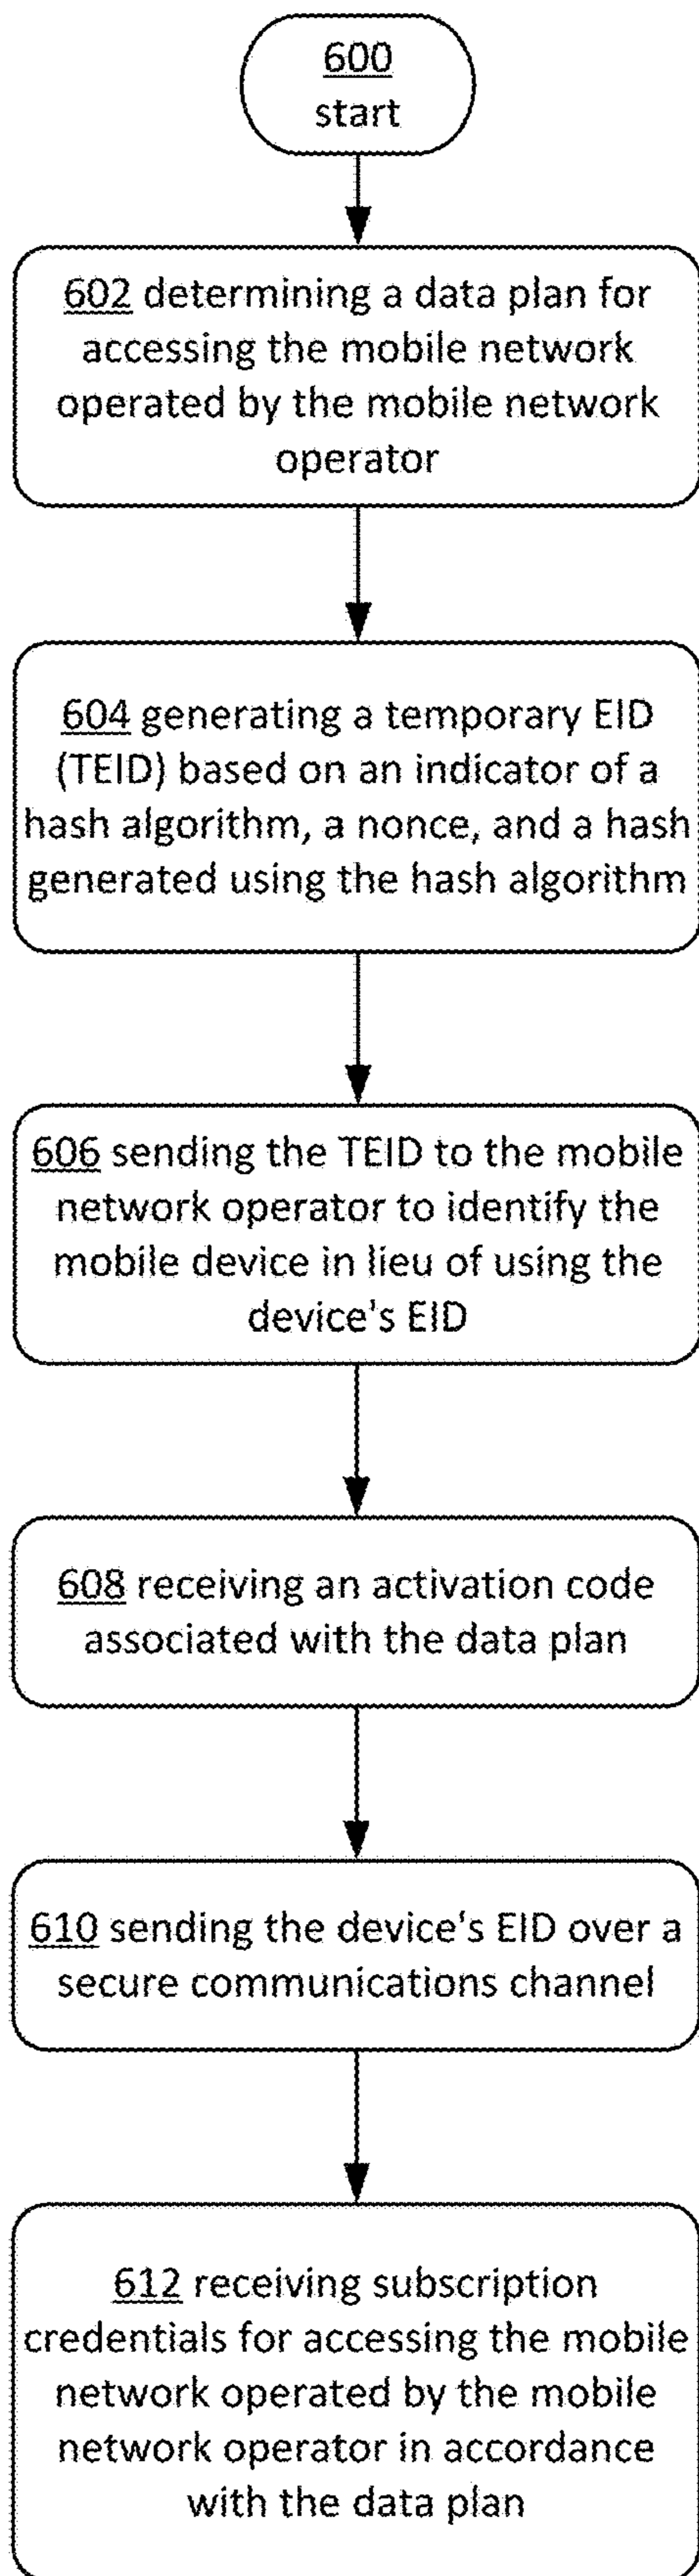 600
start
602 determining a data plan for
accessing the mobile network
operated by the mobile network
operator
604 generating a temporary EID
(TEID) based on an indicator of a
hash algorithm, a nonce, and a hash
generated using the hash algorithm
606 sending the TEID to the mobile
network operator to identify the
mobile device in lieu of using the
device's EID
608 receiving an activation code
associated with the data plan
610 sending the device's EID over a
secure communications channel
612 receiving subscription
credentials for accessing the mobile
network operated by the mobile
network operator in accordance
with the data plan